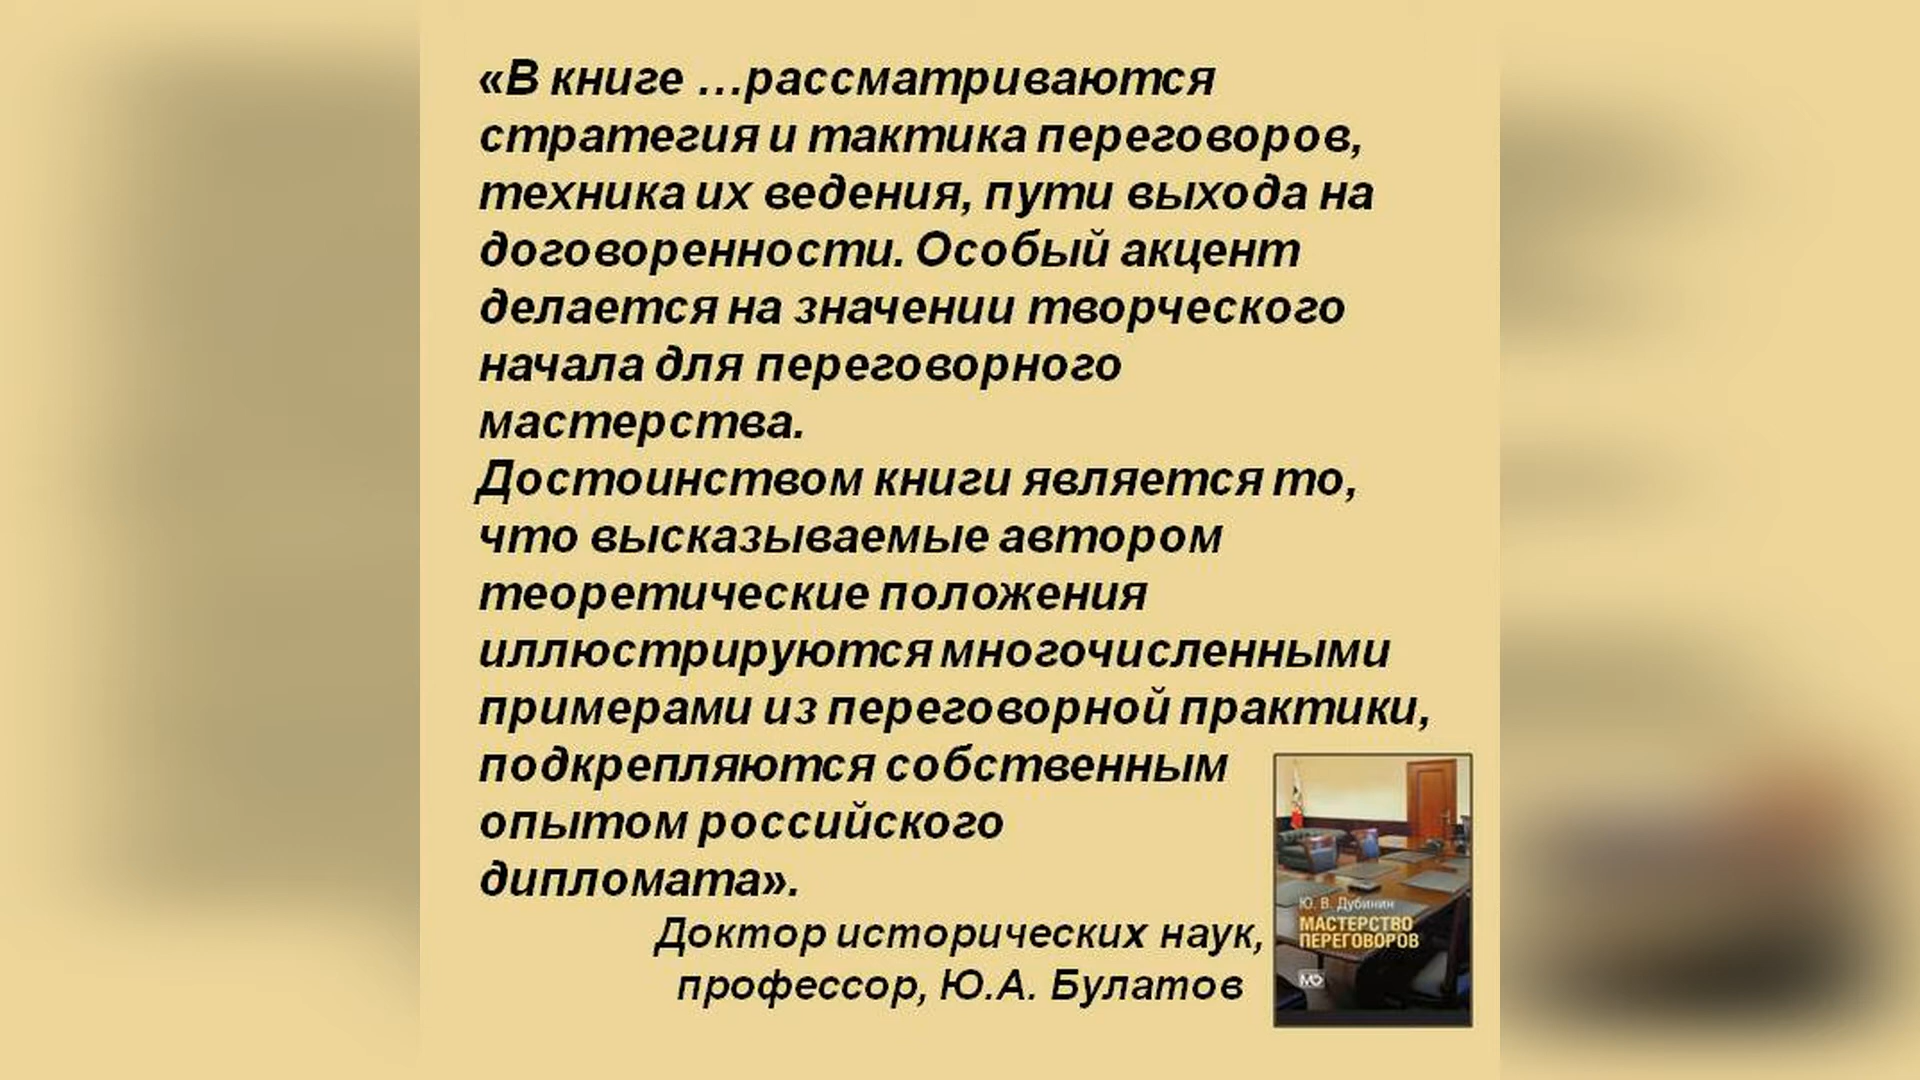 «В книге …рассматриваются
стратегия и тактика переговоров,
техника их ведения, пути выхода на
договоренности. Особый акцент
делается на значении творческого
начала для переговорного
мастерства.
Достоинством книги является то,
что высказываемые автором
теоретические положения
иллюстрируются многочисленными
примерами из переговорной практики,
подкрепляются собственным
опытом российского
дипломата».
Доктор исторических наук,
профессор, Ю.А. Булатов
Ю. В. Дубинин
МАСТЕРСТВО
ПЕРЕГОВОРОВ
МО